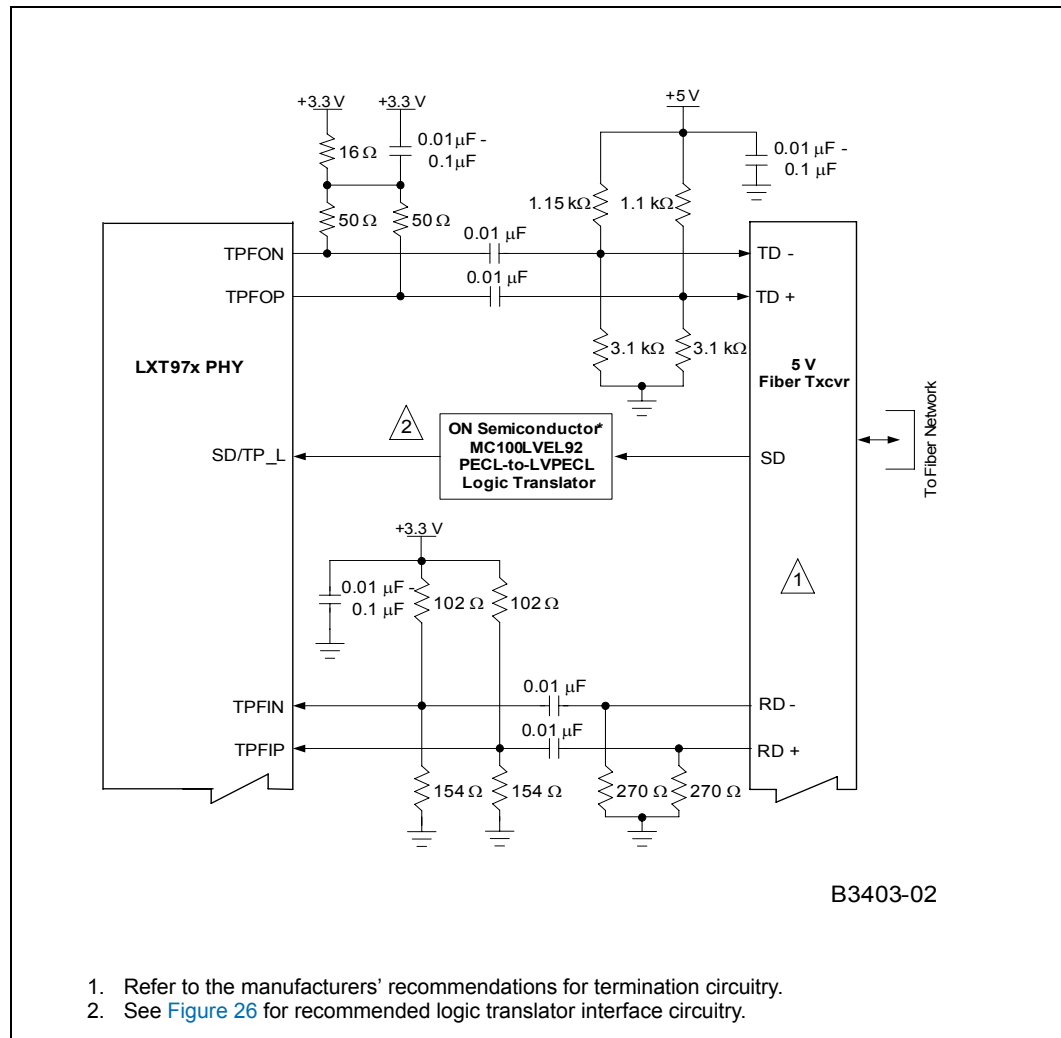 +3.3 V
+3.3 V
+5 V
16 Ω
0.01µF -
0.1µF
0.01 µF -
0.1 µF
50 Ω
50 Ω
1.15 kΩ
1.1 kΩ
0.01 µF
TPFON
TD -
0.01 µF
TPFOP
TD +
3.1 kΩ
3.1 kΩ
LXT97x PHY
5 V
Fiber Txcvr
2
ON Semiconductor*
MC100LVEL92
PECL-to-LVPECL
Logic Translator
SD/TP_L
SD
To Fiber Network
+3.3 V
1
0.01 µF -
0.1 µF
102 Ω
102 Ω
0.01 µF
TPFIN
RD -
0.01 µF
TPFIP
RD +
154 Ω
154 Ω
270 Ω
270 Ω
B3403-02
1. Refer to the manufacturers’ recommendations for termination circuitry.
2. See Figure 26 for recommended logic translator interface circuitry.